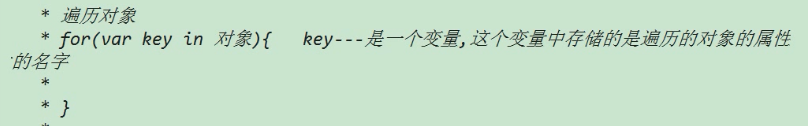 * 遍历对象
* for(var key in 对象){ key---是一个变量,这个变量中存储的是遍历的对象的属性
的名字
*
* }
*